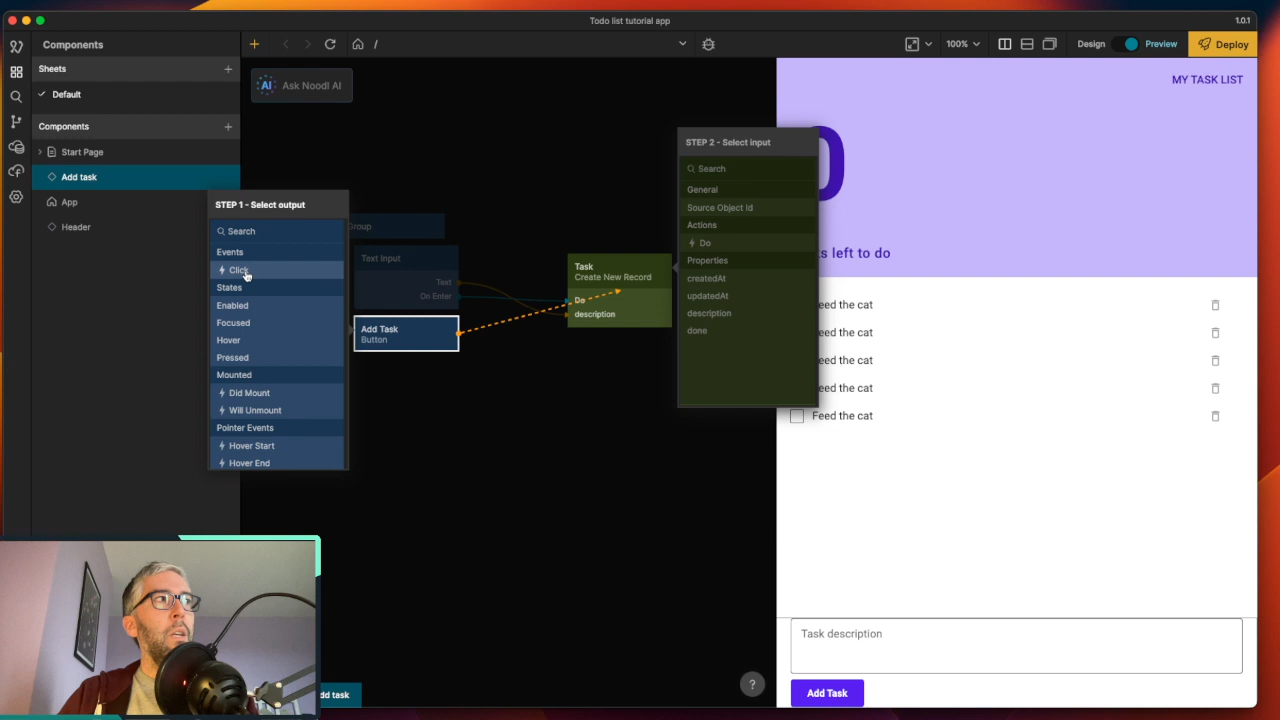 Todo list tutorial app
1.0.1
Components
/
100%
Design
Preview
Deploy
Sheets
Default
Components
Start Page
Add task
App
Header
AI
Ask Noodl AI
STEP 1 - Select output
Search
Events
Click
States
Enabled
Focused
Hover
Pressed
Mounted
Did Mount
Will Unmount
Pointer Events
Hover Start
Hover End
Group
Text Input
Text
On Enter
Add Task
Button
Task
Create New Record
Do
description
STEP 2 - Select input
Search
General
Source Object Id
Actions
Do
Properties
createdAt
updatedAt
description
done
MY TASK LIST
s left to do
Feed the cat
Feed the cat
Feed the cat
Feed the cat
Feed the cat
Task description
Add Task
dd task
?